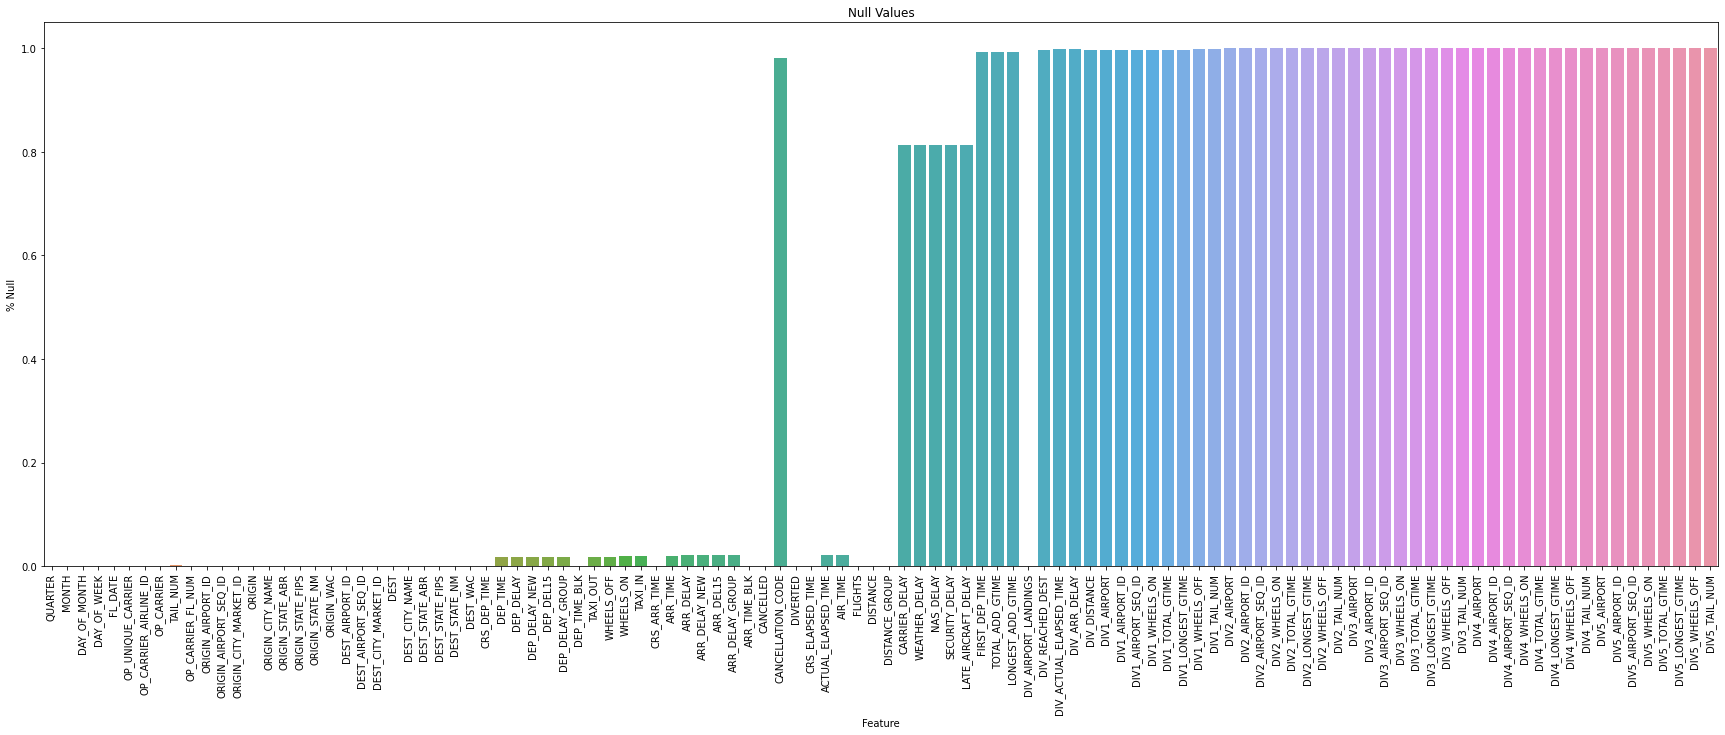 Null Values
% Null
1.0
0.8
0.6
0.4
0.2
0.0
QUARTER
MONTH
DAY_OF_MONTH
DAY_OF_WEEK
FL_DATE
OP_UNIQUE_CARRIER
OP_CARRIER_AIRLINE_ID
OP_CARRIER
TAIL_NUM
OP_CARRIER_FL_NUM
ORIGIN_AIRPORT_ID
ORIGIN_AIRPORT_SEQ_ID
ORIGIN_CITY_MARKET_ID
ORIGIN
ORIGIN_CITY_NAME
ORIGIN_STATE_ABR
ORIGIN_STATE_FIPS
ORIGIN_STATE_NM
ORIGIN_WAC
DEST_AIRPORT_ID
DEST_AIRPORT_SEQ_ID
DEST_CITY_MARKET_ID
DEST
DEST_CITY_NAME
DEST_STATE_ABR
DEST_STATE_FIPS
DEST_STATE_NM
DEST_WAC
CRS_DEP_TIME
DEP_TIME
DEP_DELAY
DEP_DELAY_NEW
DEP_DEL15
DEP_DELAY_GROUP
DEP_TIME_BLK
TAXI_OUT
WHEELS_OFF
WHEELS_ON
TAXI_IN
CRS_ARR_TIME
ARR_TIME
ARR_DELAY
ARR_DELAY_NEW
ARR_DEL15
ARR_DELAY_GROUP
ARR_TIME_BLK
CANCELLED
CANCELLATION_CODE
DIVERTED
CRS_ELAPSED_TIME
ACTUAL_ELAPSED_TIME
AIR_TIME
FLIGHTS
DISTANCE
DISTANCE_GROUP
CARRIER_DELAY
WEATHER_DELAY
NAS_DELAY
SECURITY_DELAY
LATE_AIRCRAFT_DELAY
FIRST_DEP_TIME
TOTAL_ADD_GTIME
LONGEST_ADD_GTIME
DIV_AIRPORT_LANDINGS
DIV_REACHED_DEST
DIV_ACTUAL_ELAPSED_TIME
DIV_ARR_DELAY
DIV_DISTANCE
DIV1_AIRPORT
DIV1_AIRPORT_ID
DIV1_AIRPORT_SEQ_ID
DIV1_WHEELS_ON
DIV1_TOTAL_GTIME
DIV1_LONGEST_GTIME
DIV1_WHEELS_OFF
DIV1_TAIL_NUM
DIV2_AIRPORT
DIV2_AIRPORT_ID
DIV2_AIRPORT_SEQ_ID
DIV2_WHEELS_ON
DIV2_TOTAL_GTIME
DIV2_LONGEST_GTIME
DIV2_WHEELS_OFF
DIV2_TAIL_NUM
DIV3_AIRPORT
DIV3_AIRPORT_ID
DIV3_AIRPORT_SEQ_ID
DIV3_WHEELS_ON
DIV3_TOTAL_GTIME
DIV3_LONGEST_GTIME
DIV3_WHEELS_OFF
DIV3_TAIL_NUM
DIV4_AIRPORT
DIV4_AIRPORT_ID
DIV4_AIRPORT_SEQ_ID
DIV4_WHEELS_ON
DIV4_TOTAL_GTIME
DIV4_LONGEST_GTIME
DIV4_WHEELS_OFF
DIV4_TAIL_NUM
DIV5_AIRPORT
DIV5_AIRPORT_ID
DIV5_AIRPORT_SEQ_ID
DIV5_WHEELS_ON
DIV5_TOTAL_GTIME
DIV5_LONGEST_GTIME
DIV5_WHEELS_OFF
DIV5_TAIL_NUM
Feature